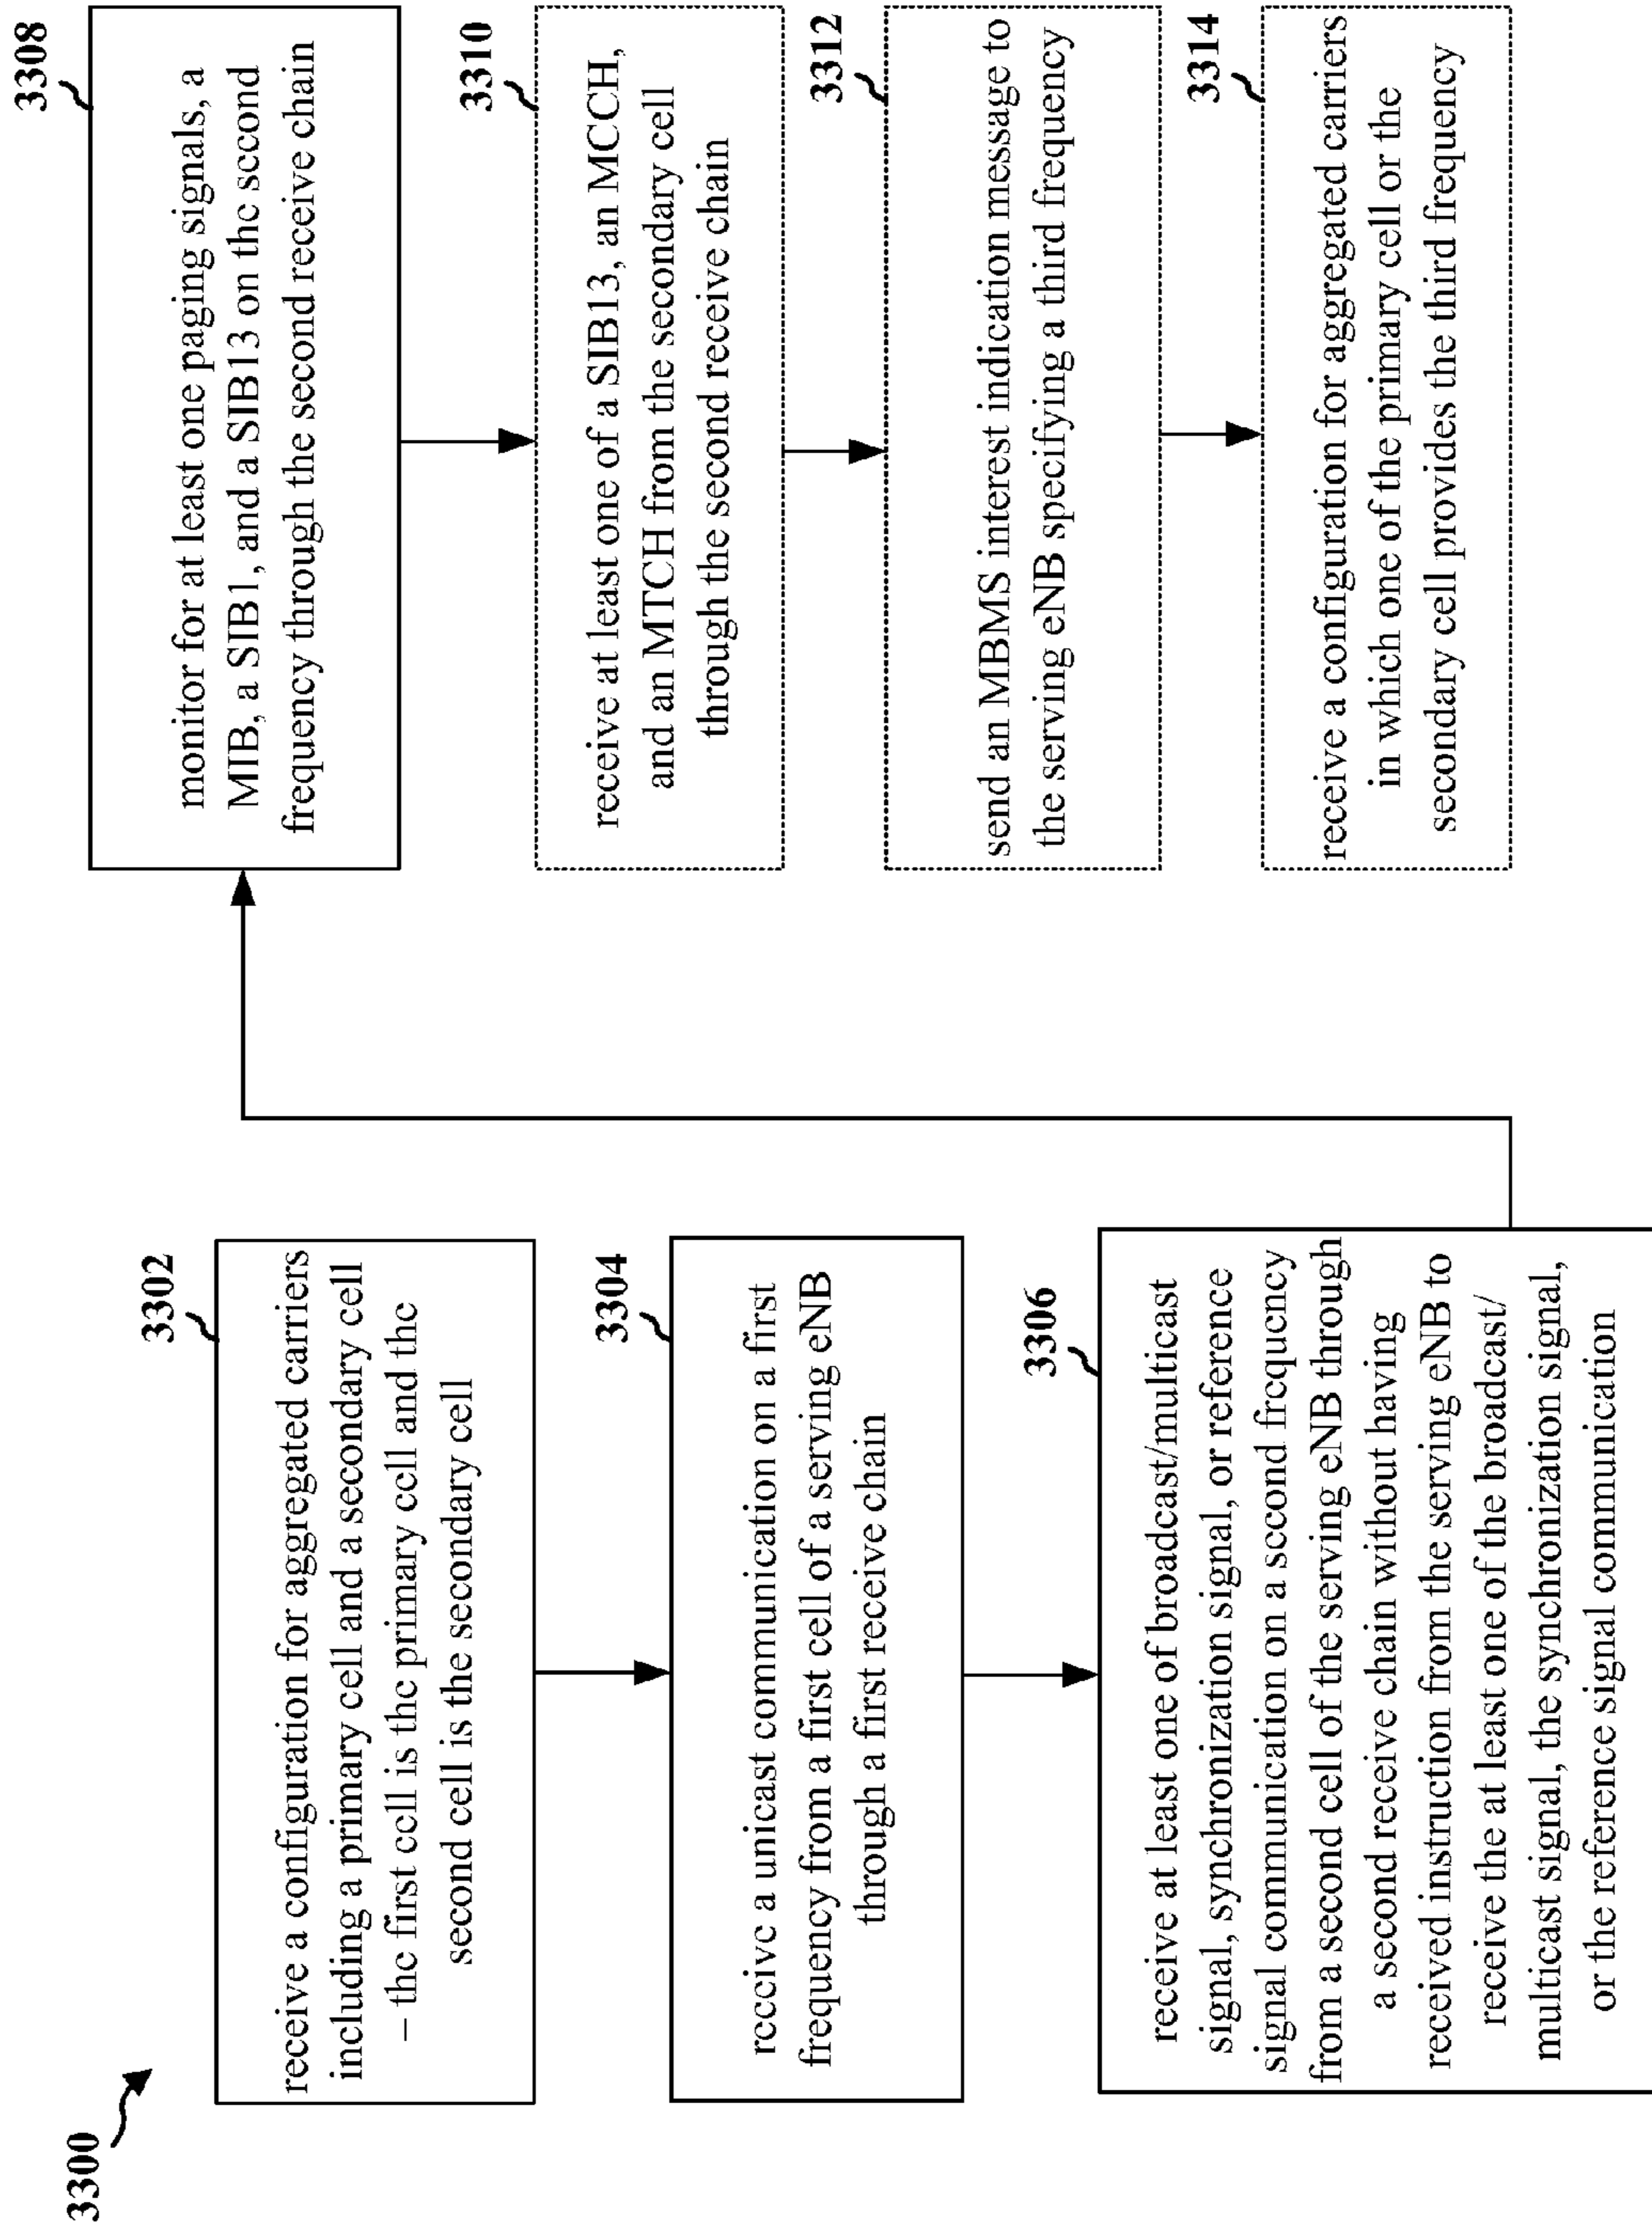 3300
3302
receive a configuration for aggregated carriers
including a primary cell and a secondary cell
– the first cell is the primary cell and the
second cell is the secondary cell
3304
receive a unicast communication on a first
frequency from a first cell of a serving eNB
through a first receive chain
3306
receive at least one of broadcast/multicast
signal, synchronization signal, or reference
signal communication on a second frequency
from a second cell of the serving eNB through
a second receive chain without having
received instruction from the serving eNB to
receive the at least one of the broadcast/
multicast signal, the synchronization signal,
or the reference signal communication
3308
monitor for at least one paging signals, a
MIB, a SIB1, and a SIB13 on the second
frequency through the second receive chain
3310
receive at least one of a SIB13, an MCCH,
and an MTCH from the secondary cell
through the second receive chain
3312
send an MBMS interest indication message to
the serving eNB specifying a third frequency
3314
receive a configuration for aggregated carriers
in which one of the primary cell or the
secondary cell provides the third frequency